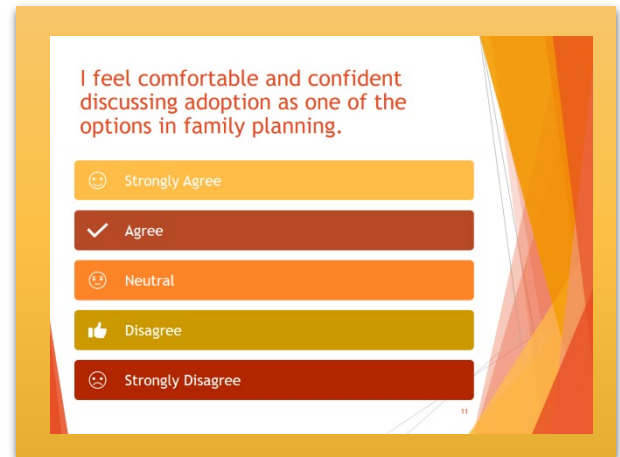 I feel comfortable and confident
discussing adoption as one of the
options in family planning.
Strongly Agree
Agree
Neutral
Disagree
Strongly Disagree
11